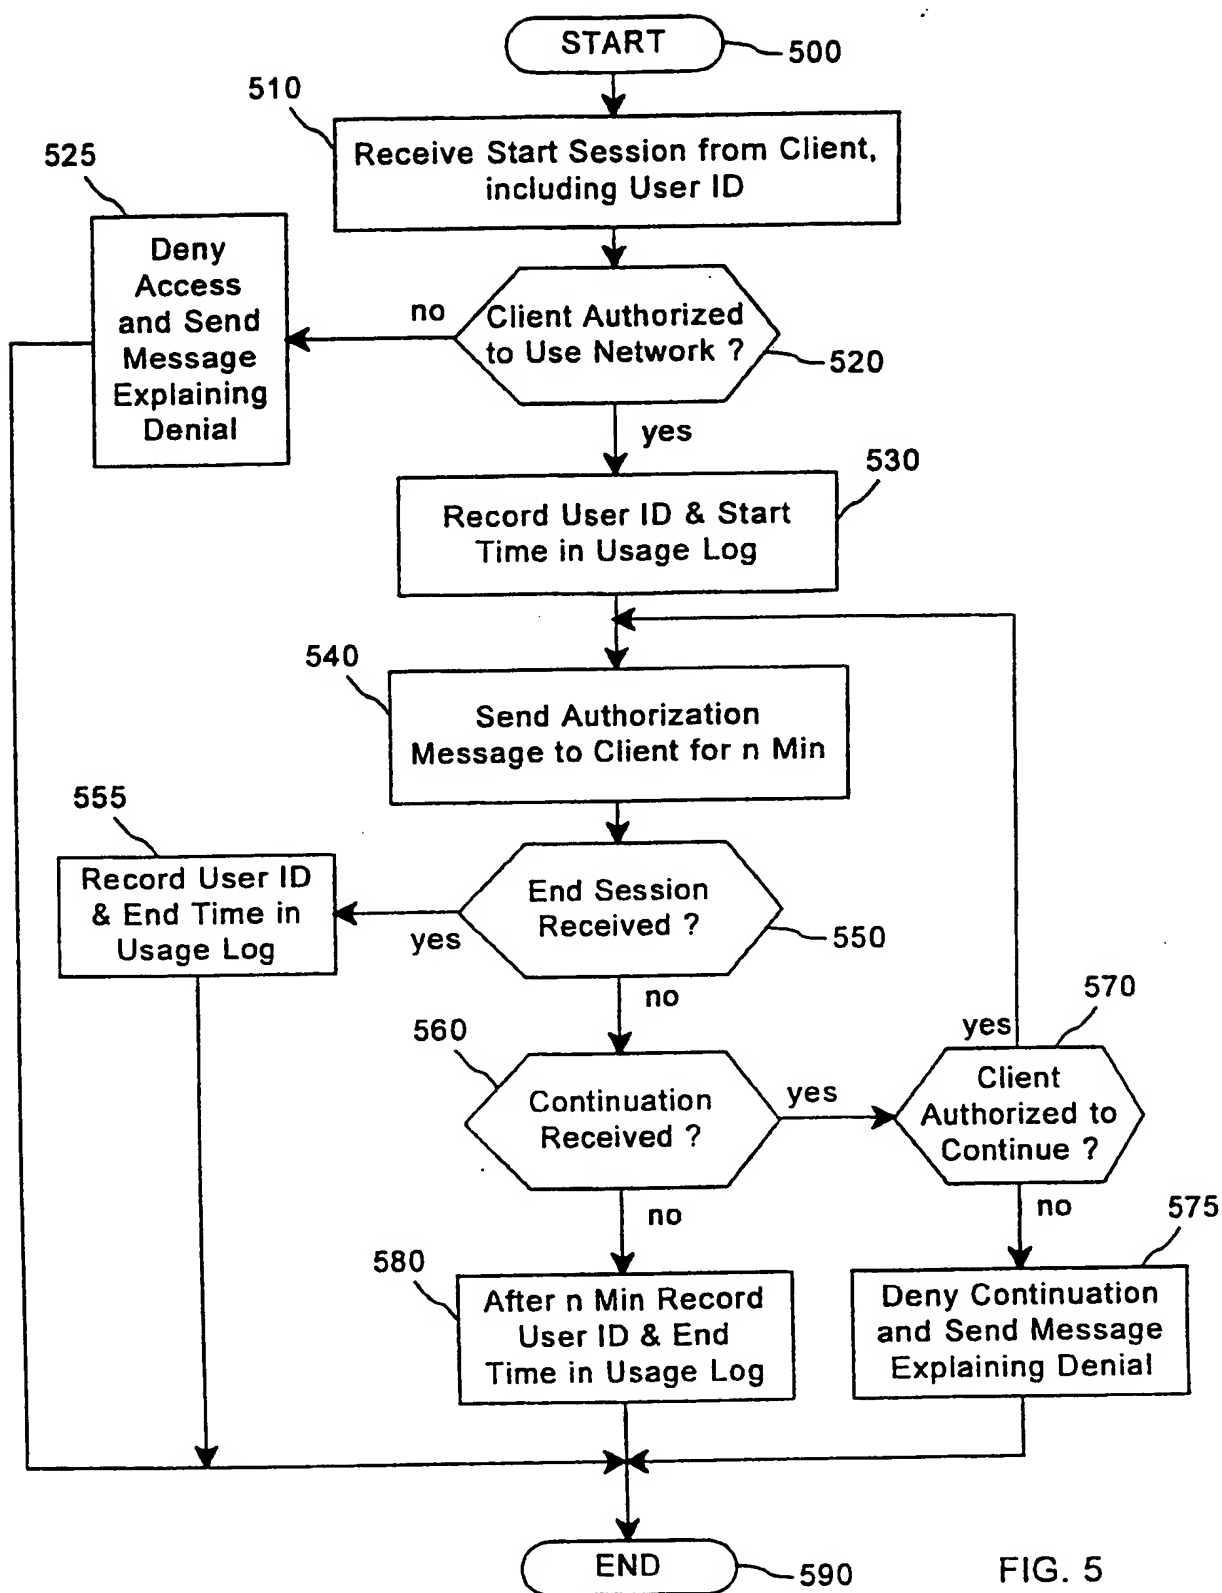 START
500
510
Receive Start Session from Client,
including User ID
525
Deny
Access
and Send
Message
Explaining
Denial
no
Client Authorized
to Use Network ?
520
yes
530
Record User ID & Start
Time in Usage Log
540
Send Authorization
Message to Client for n Min
555
Record User ID
& End Time in
Usage Log
yes
End Session
Received ?
550
no
560
Continuation
Received ?
yes
570
yes
Client
Authorized to
Continue ?
no
no
575
580
After n Min Record
User ID & End
Time in Usage Log
Deny Continuation
and Send Message
Explaining Denial
END
590
FIG. 5